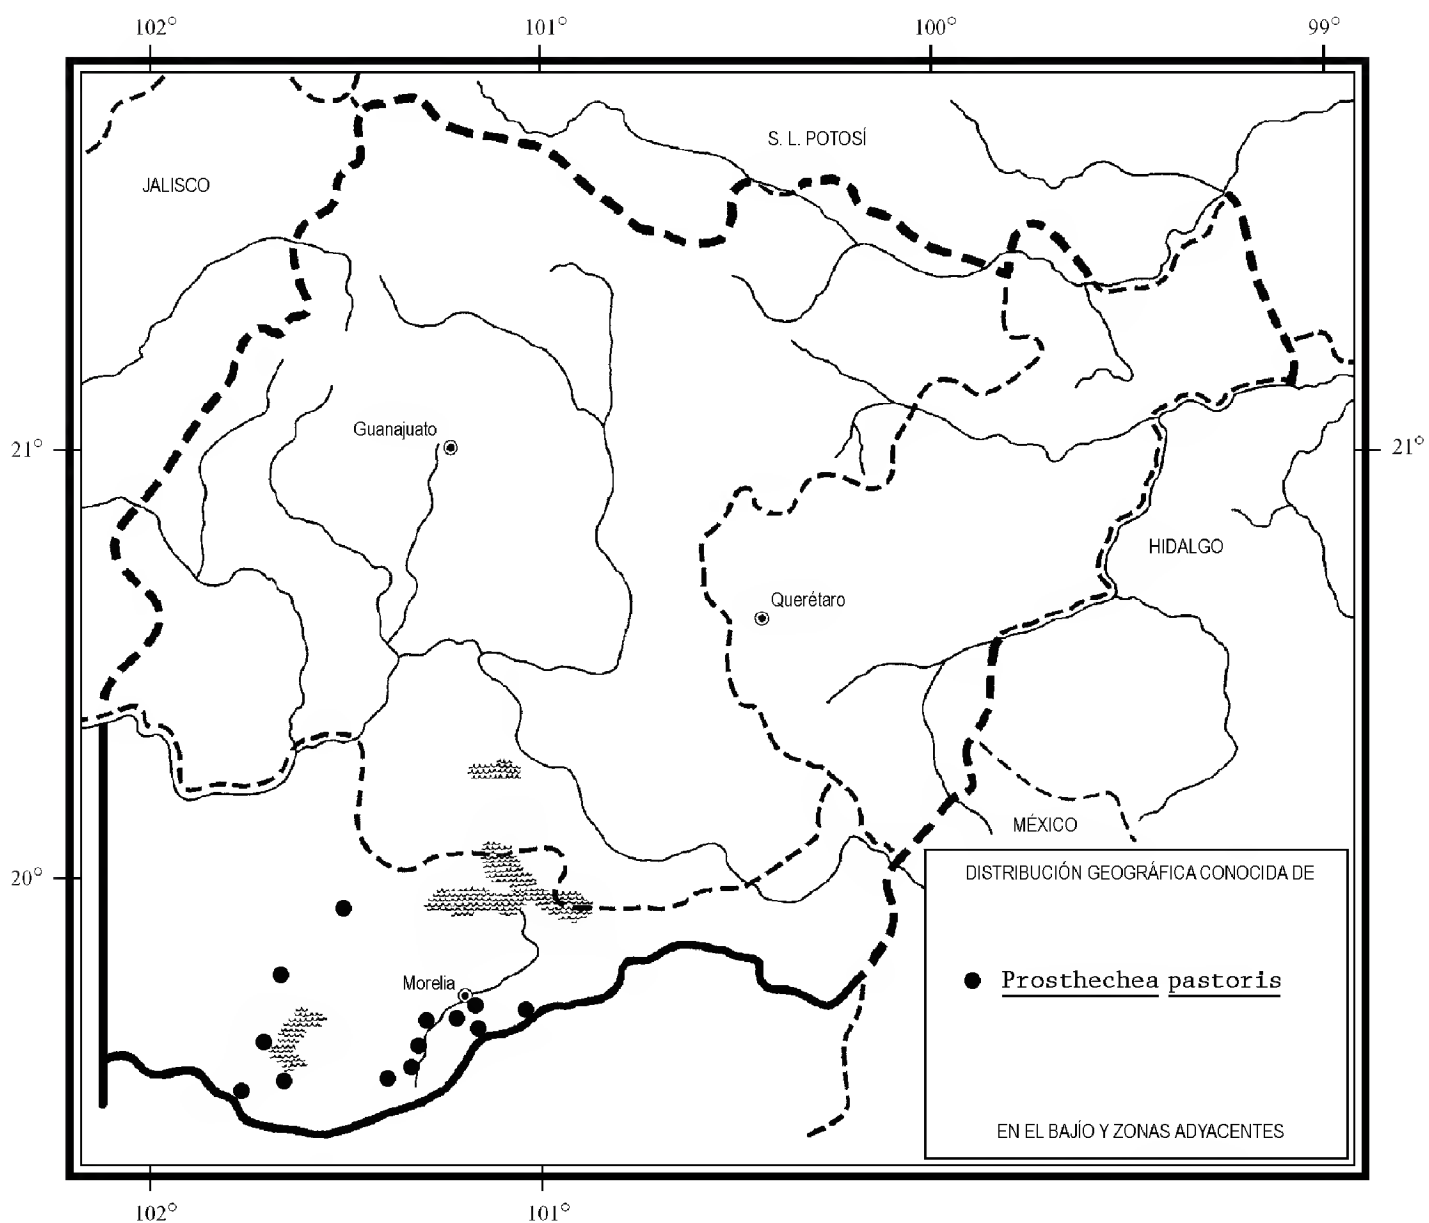 102° 101° 100° 99°
S. L. POTOSÍ
JALISCO
Guanajuato
21° 21°
HIDALGO
Querétaro
MÉXICO
20°
DISTRIBUCIÓN GEOGRÁFICA CONOCIDA DE
Prosthechea pastoris
Morelia
EN EL BAJÍO Y ZONAS ADYACENTES
102° 101°